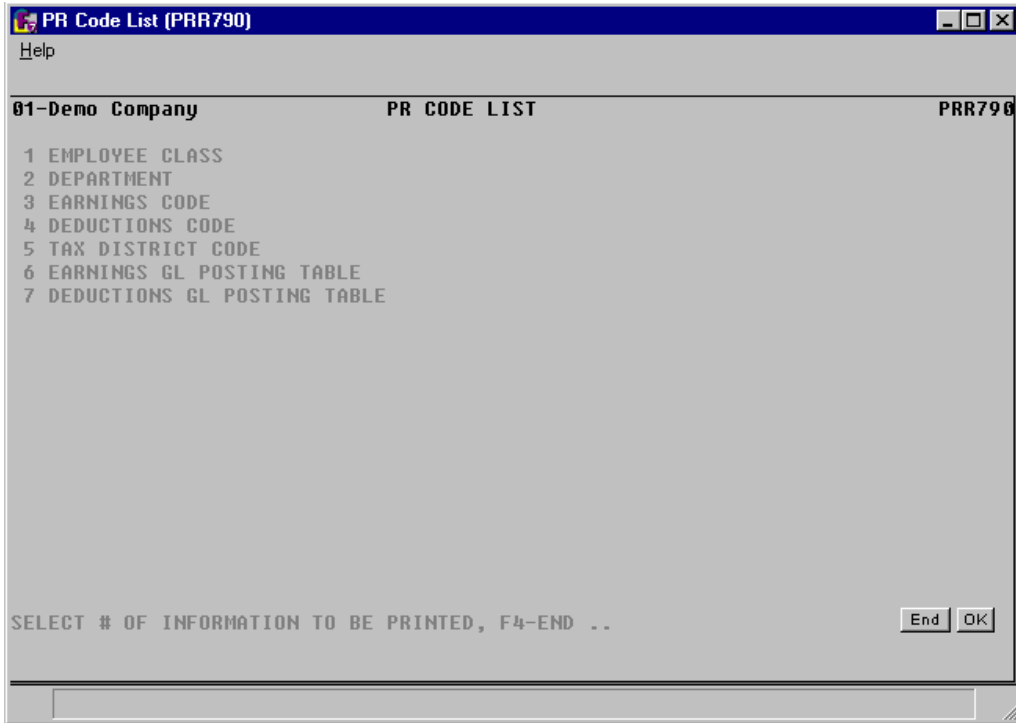 PR Code List (PRR790)
Help
01-Demo Company PR CODE LIST PRR790
1 EMPLOYEE CLASS
2 DEPARTMENT
3 EARNINGS CODE
4 DEDUCTIONS CODE
5 TAX DISTRICT CODE
6 EARNINGS GL POSTING TABLE
7 DEDUCTIONS GL POSTING TABLE
SELECT # OF INFORMATION TO BE PRINTED, F4-END .. End OK